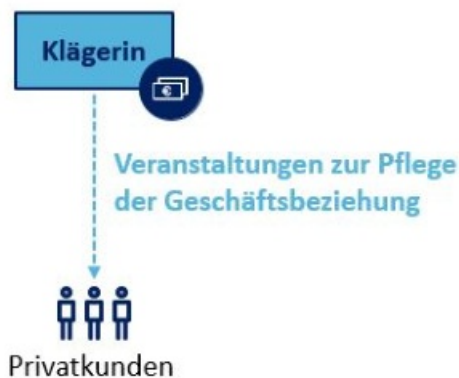 Klägerin
€
Veranstaltungen zur Pflege
der Geschäftsbeziehung
Privatkunden